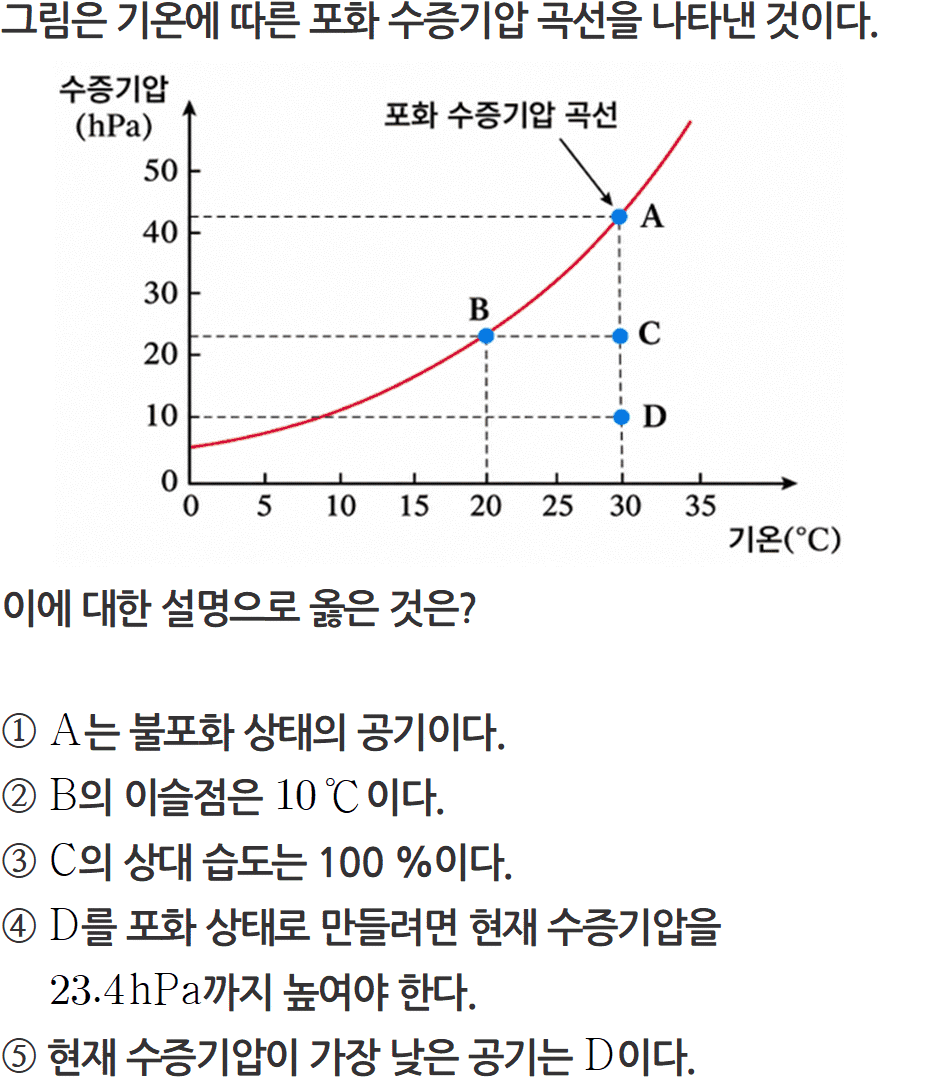 그림은 기온에 따른 포화 수증기압 곡선을 나타낸 것이다.
수증기압
(hPa)
포화 수증기압 곡선
50
40
30
20
10
0
A
B
C
D
0 5 10 15 20 25 30 35
기온(°C)
이에 대한 설명으로 옳은 것은?
① A는 불포화 상태의 공기이다.
② B의 이슬점은 10℃이다.
③ C의 상대 습도는 100 %이다.
④ D를 포화 상태로 만들려면 현재 수증기압을
23.4hPa까지 높여야 한다.
⑤ 현재 수증기압이 가장 낮은 공기는 D이다.